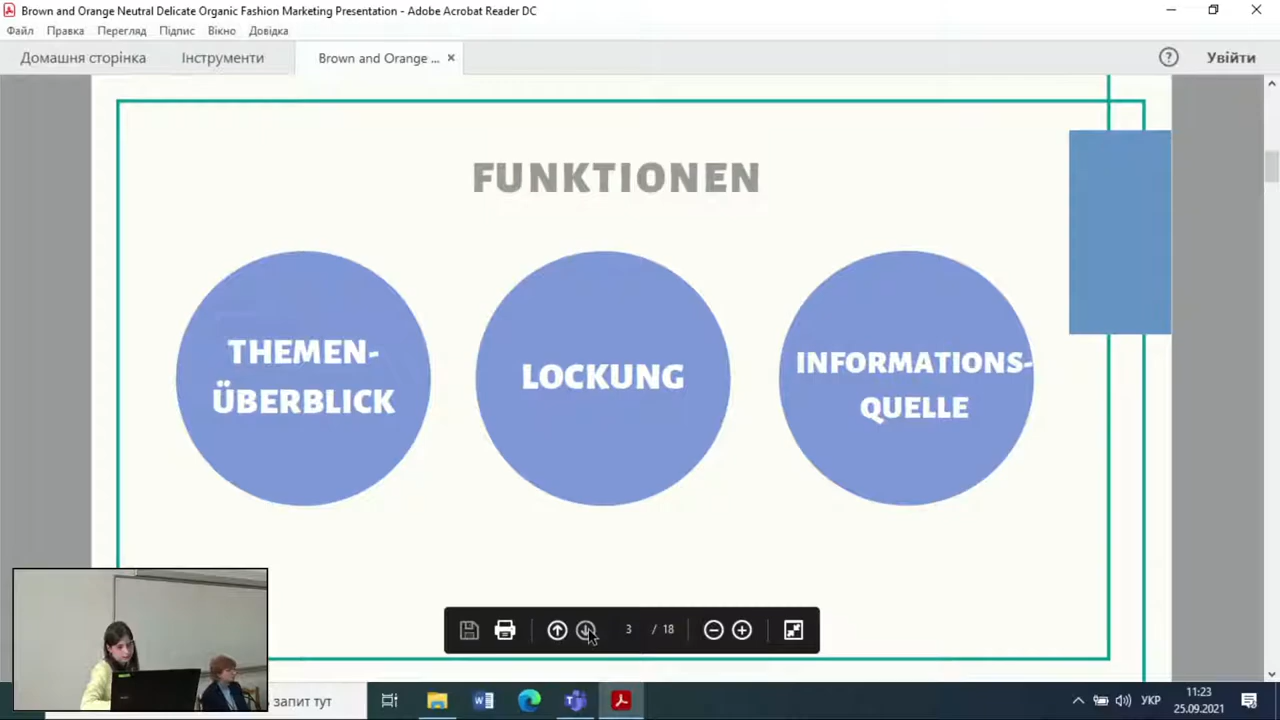 Brown and Orange Neutral Delicate Organic Fashion Marketing Presentation - Adobe Acrobat Reader DC
Файл Правка Перегляд Підпис Вікно Довідка
Домашня сторінка Інструменти Brown and Orange ... × ? Увійти
FUNKTIONEN
THEMEN-
ÜBERBLICK
LOCKUNG
INFORMATIONS-
QUELLE
3 / 18
запит тут
УКР
11:23
25.09.2021